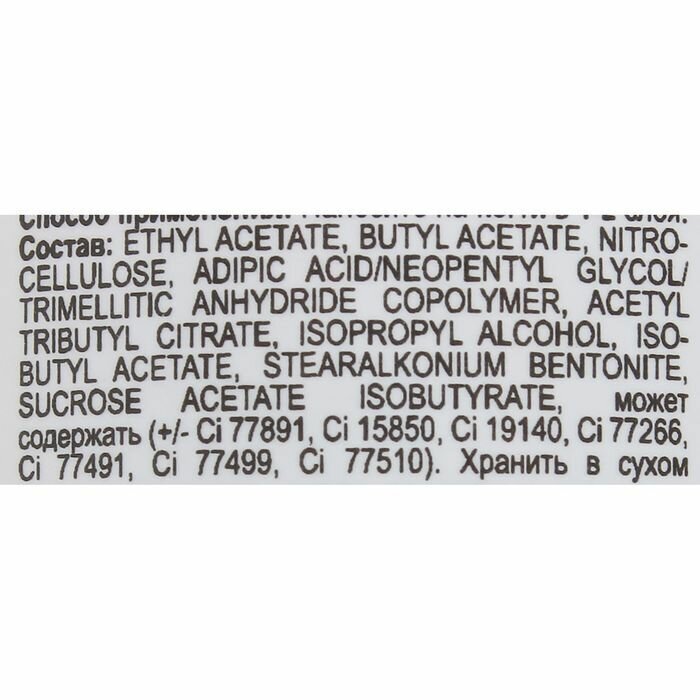 Состав: ETHYL ACETATE, BUTYL ACETATE, NITRO-
CELLULOSE, ADIPIC ACID/NEOPENTYL GLYCOL/
TRIMELLITIC ANHYDRIDE COPOLYMER, ACETYL
TRIBUTYL CITRATE, ISOPROPYL ALCOHOL, ISO-
BUTYL ACETATE, STEARALKONIUM BENTONITE,
SUCROSE ACETATE ISOBUTYRATE, может
содержать (+/- Ci 77891, Ci 15850, Ci 19140, Ci 77266,
Ci 77491, Ci 77499, Ci 77510). Хранить в сухом